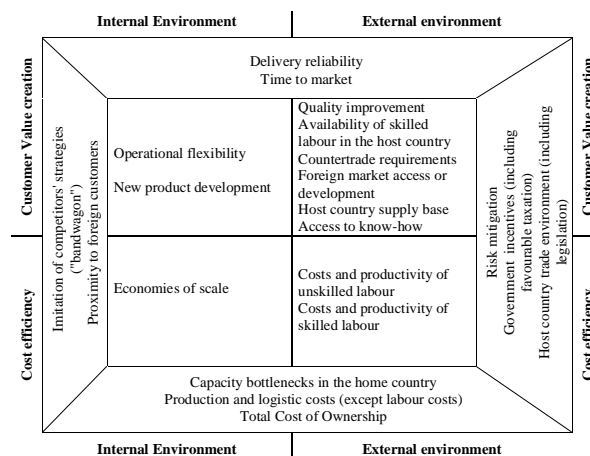 Internal Environment
External environment
Customer Value creation
Cost efficiency
Delivery reliability
Time to market
Imitation of competitors' strategies
("bandwagon")
Proximity to foreign customers
Operational flexibility
New product development
Quality improvement
Availability of skilled
labour in the host country
Countertrade requirements
Foreign market access or
development
Host country supply base
Access to know-how
Economies of scale
Costs and productivity of
unskilled labour
Costs and productivity of
skilled labour
Risk mitigation
Government incentives (including
favourable taxation)
Host country trade environment (including
legislation)
Customer Value creation
Cost efficiency
Capacity bottlenecks in the home country
Production and logistic costs (except labour costs)
Total Cost of Ownership
Internal Environment
External environment